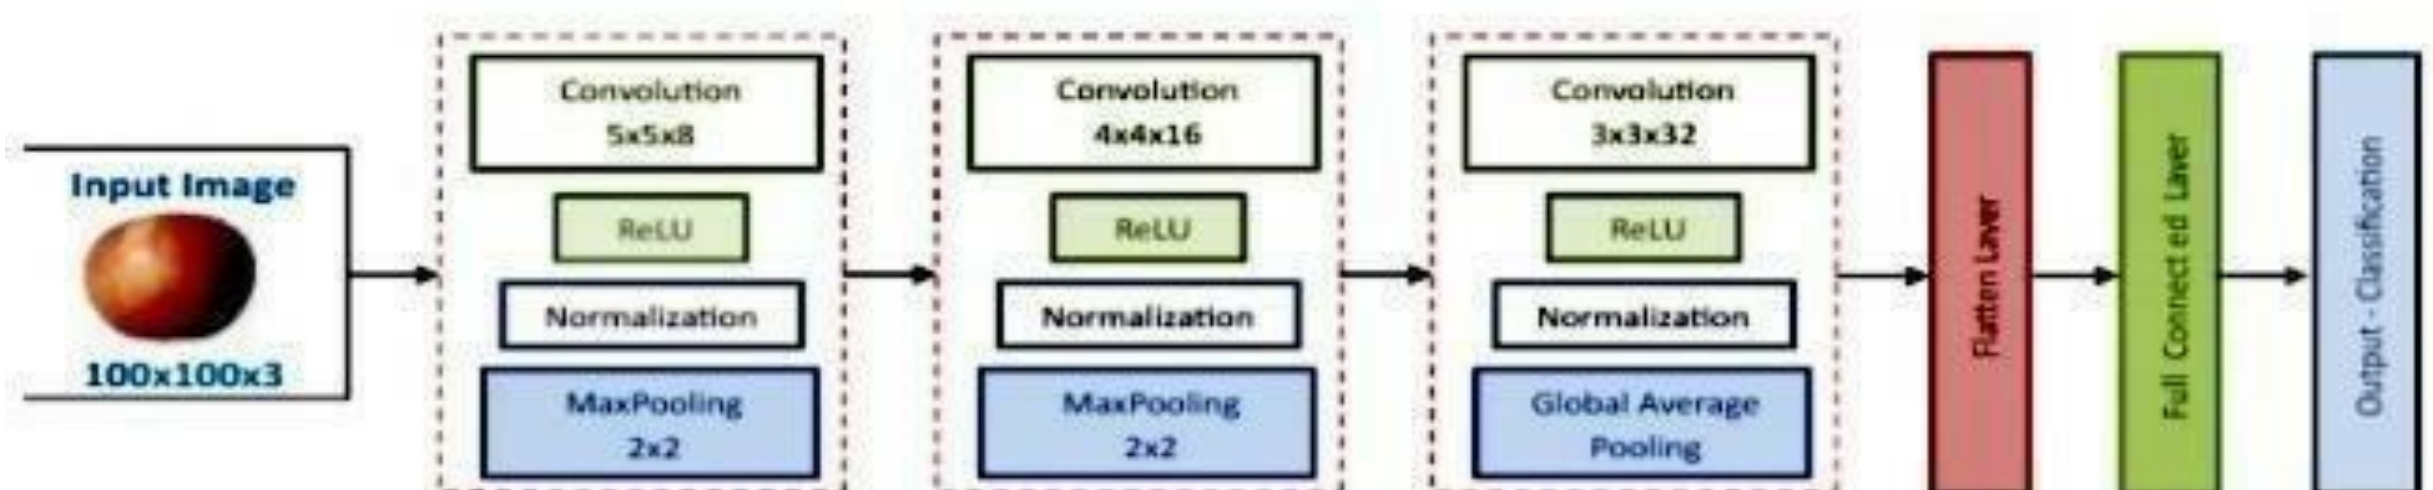 Input Image
100x100x3
Convolution
5x5x8
ReLU
Normalization
MaxPooling
2x2
Convolution
4x4x16
ReLU
Normalization
MaxPooling
2x2
Convolution
3x3x32
ReLU
Normalization
Global Average
Pooling
Flatten Layer
Full Connect ed Layer
Output - Classification